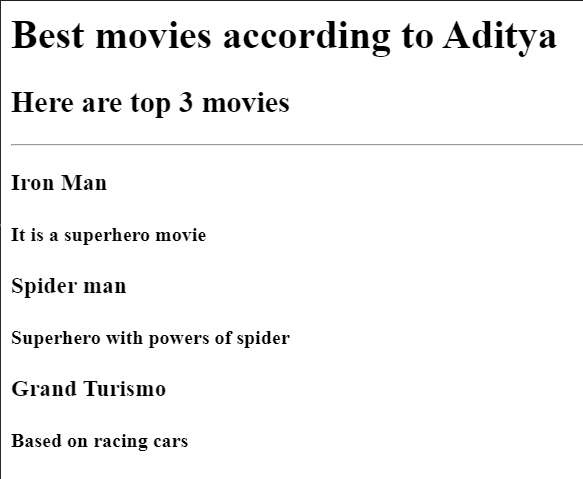 Best movies according to Aditya
Here are top 3 movies
Iron Man
It is a superhero movie
Spider man
Superhero with powers of spider
Grand Turismo
Based on racing cars